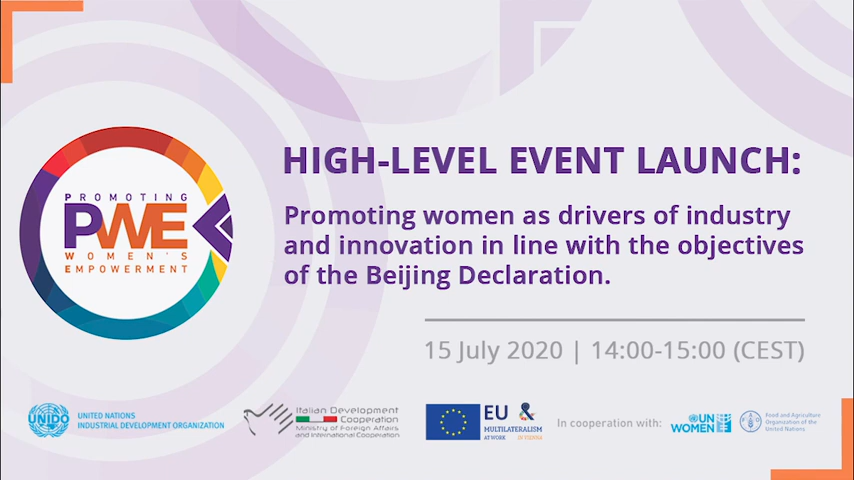 PROMOTING
PWE
WOMEN'S
EMPOWERMENT
HIGH-LEVEL EVENT LAUNCH:
Promoting women as drivers of industry
and innovation in line with the objectives
of the Beijing Declaration.
15 July 2020 | 14:00-15:00 (CEST)
UNIDO
UNITED NATIONS
INDUSTRIAL DEVELOPMENT ORGANIZATION
Italian Development
Cooperation
Ministry of Foreign Affairs
and International Cooperation
EU &
MULTILATERALISM
AT WORK IN VIENNA
In cooperation with:
UN
WOMEN
Food and Agriculture
Organization of the
United Nations